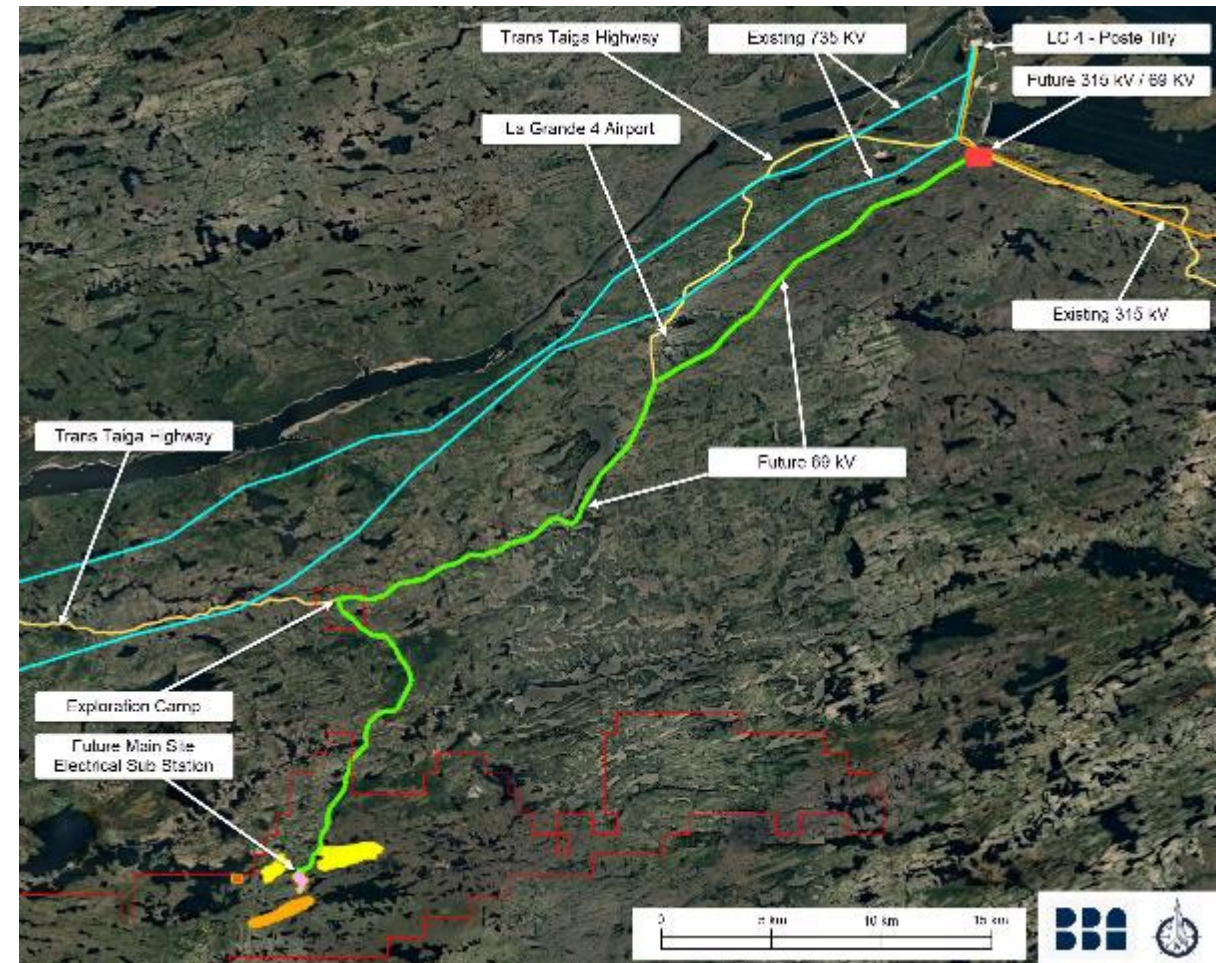 Trans Taiga Highway
Existing 735 KV
LG 4 - Poste Tilly
Future 315 kV / 69 KV
La Grande 4 Airport
Existing 315 kV
Trans Taiga Highway
Future 69 kV
Exploration Camp
Future Main Site
Electrical Sub Station
0 5 km 10 km 15 km
BBA